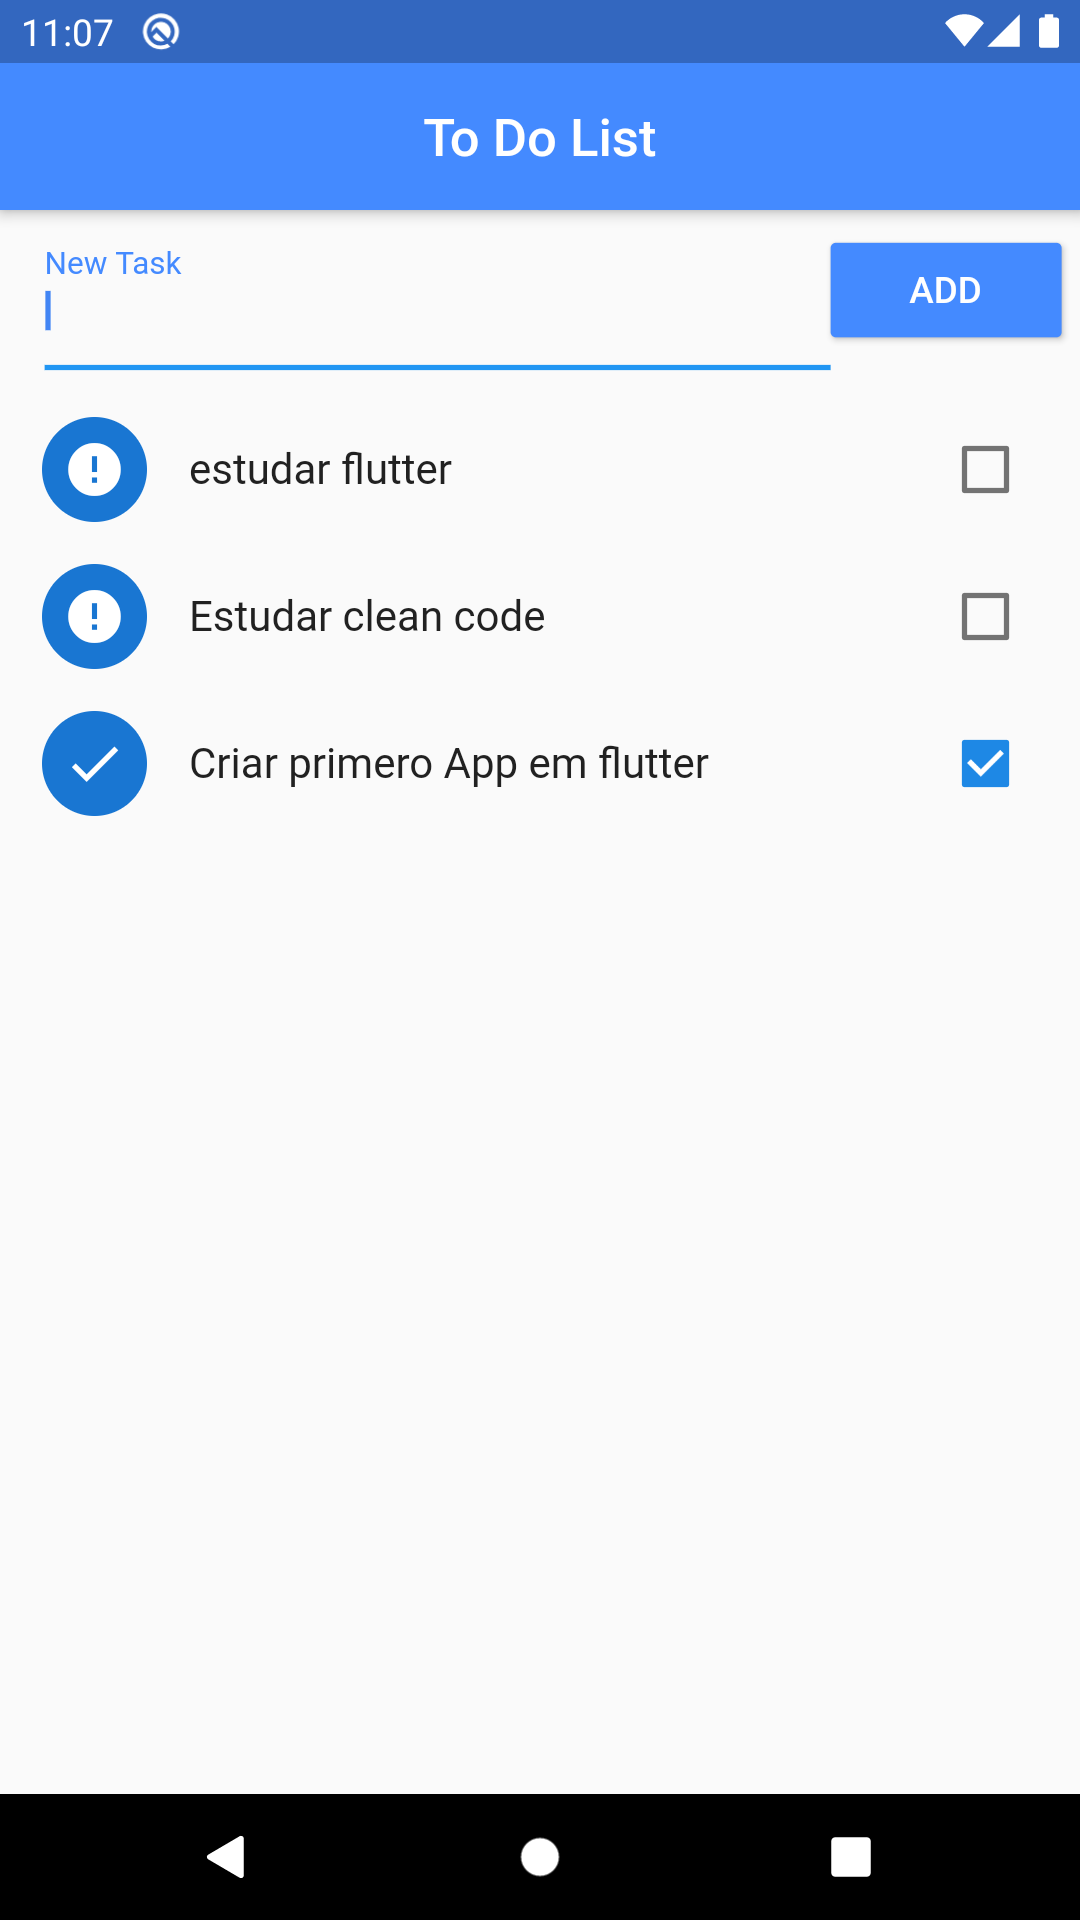 11:07
To Do List
New Task
ADD
estudar flutter
Estudar clean code
Criar primero App em flutter